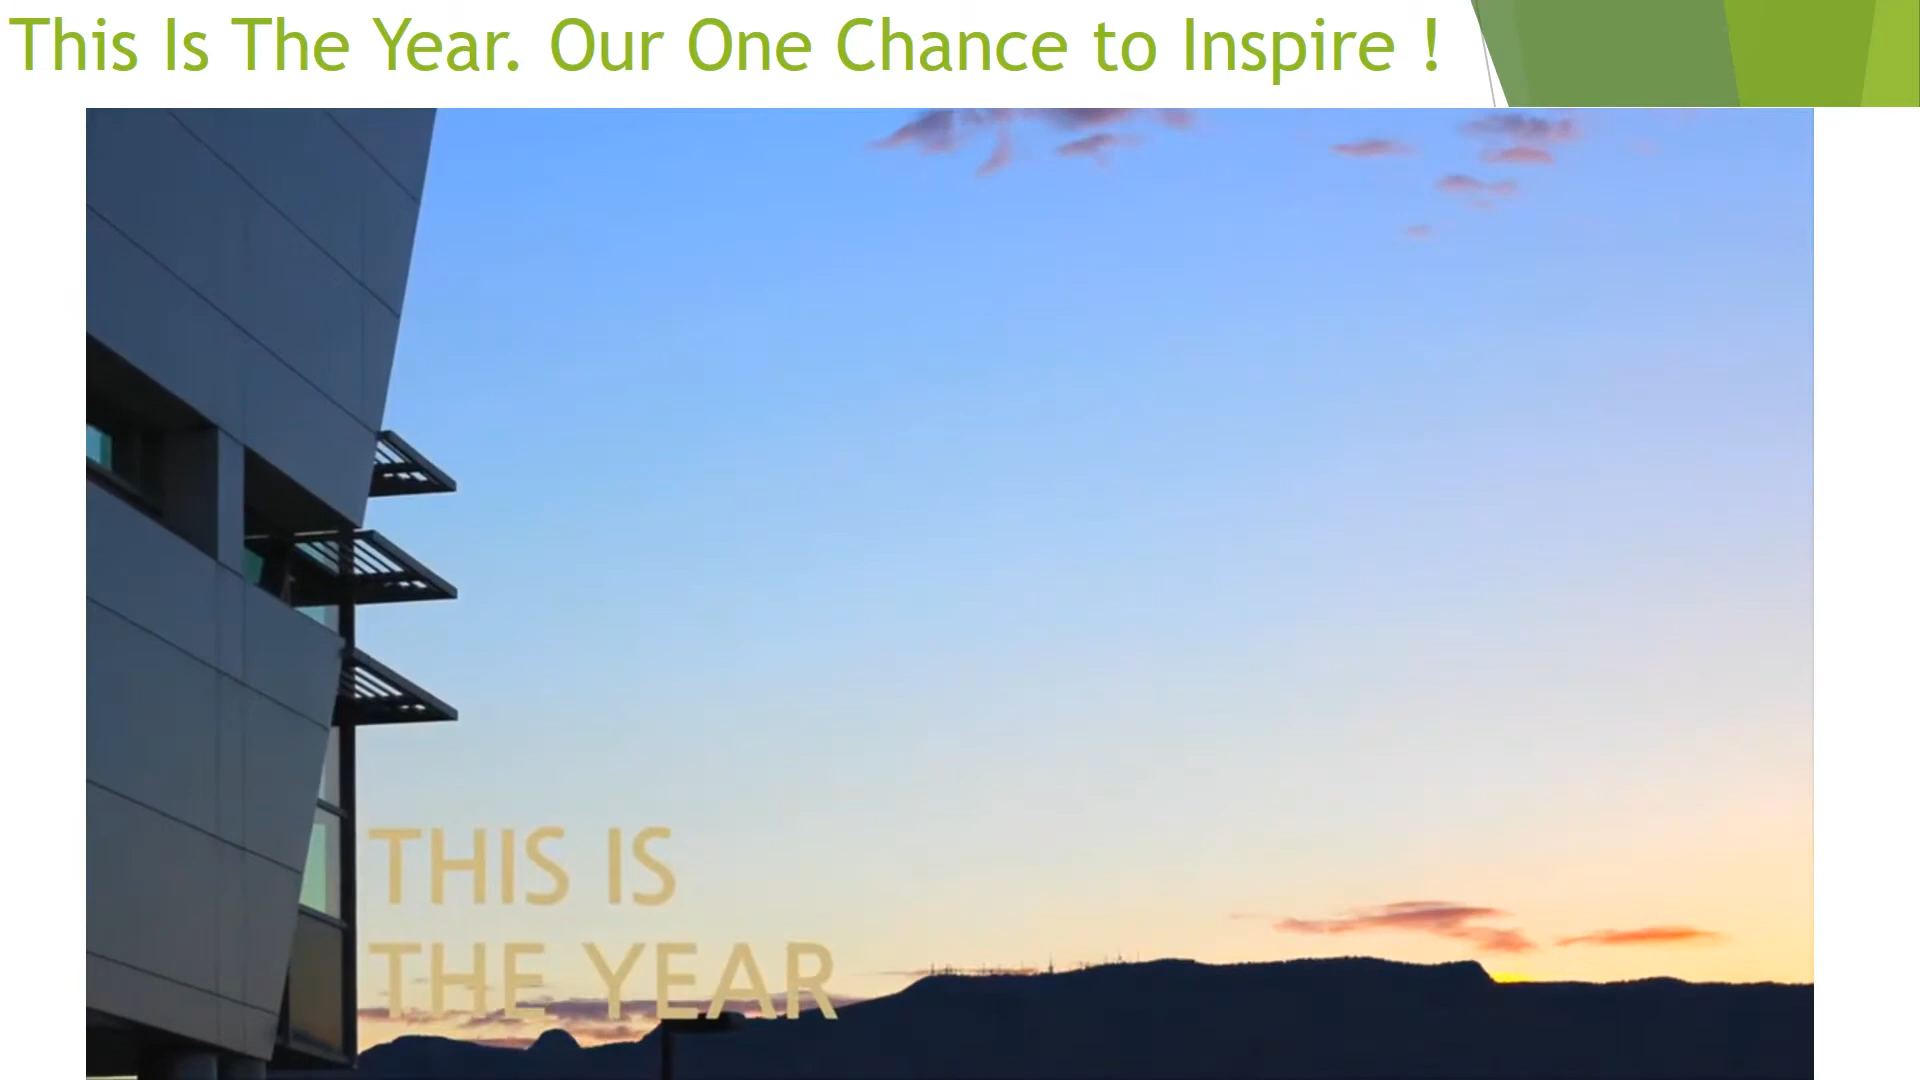 This Is The Year. Our One Chance to Inspire !
THIS IS
THE YEAR